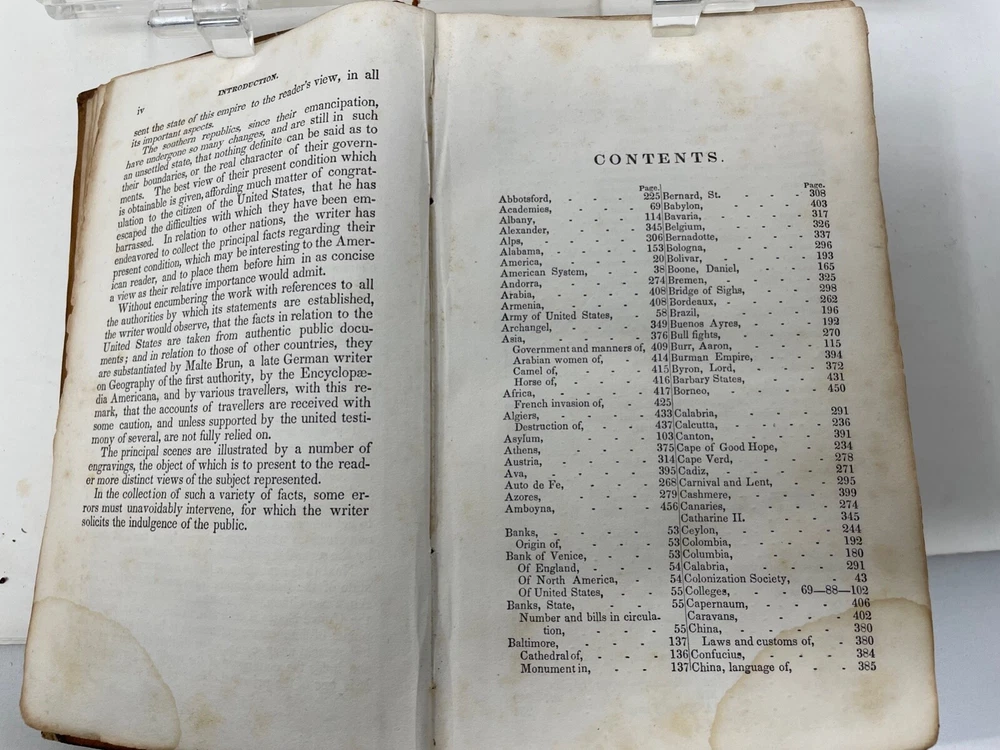 iv
INTRODUCTION.
sent the state of this empire to the reader's view, in all
its important aspects.
The southern republics, since their emancipation,
have undergone so many changes, and are still in such
an unsettled state, that nothing definite can be said as to
their boundaries, or the real character of their govern-
ments. The best view of their present condition which
is obtainable is given, affording much matter of congrat-
ulation to the citizen of the United States, that he has
escaped the difficulties with which they have been em-
barrassed. In relation to other nations, the writer has
endeavored to collect the principal facts regarding their
present condition, which may be interesting to the Amer-
ican reader, and to place them before him in as concise
a view as their relative importance would admit.
Without encumbering the work with references to all
the authorities by which its statements are established,
the writer would observe, that the facts in relation to the
United States are taken from authentic public docu-
ments; and in relation to those of other countries, they
are substantiated by Malte Brun, a late German writer
on Geography of the first authority, by the Encyclopæ-
dia Americana, and by various travellers, with this re-
mark, that the accounts of travellers are received with
some caution, and unless supported by the united testi-
mony of several, are not fully relied on.
The principal scenes are illustrated by a number of
engravings, the object of which is to present to the read-
er more distinct views of the subject represented.
In the collection of such a variety of facts, some er-
rors must unavoidably intervene, for which the writer
solicits the indulgence of the public.
CONTENTS.
Page.
Abbotsford, - - - - 225
Academies, - - - - 69
Albany, - - - - 114
Alexander, - - - - 345
Alps, - - - - 306
Alabama, - - - - 153
America, - - - - 20
American System, - - - 38
Andorra, - - - - 274
Arabia, - - - - 408
Armenia, - - - - 408
Army of United States, - - 58
Archangel, - - - - 349
Asia, - - - - 376
Government and manners of, 409
Arabian women of, - - 414
Camel of, - - - - 415
Horse of, - - - - 416
Africa, - - - - 417
French invasion of, - - 425
Algiers, - - - - 433
Destruction of, - - - 437
Asylum, - - - - 103
Athens, - - - - 375
Austria, - - - - 314
Ava, - - - - 395
Auto de Fe, - - - - 268
Azores, - - - - 279
Amboyna, - - - - 456
Banks, - - - - 53
Origin of, - - - - 53
Bank of Venice, - - - 53
Of England, - - - - 54
Of North America, - - 54
Of United States, - - - 55
Banks, State, - - - - 55
Number and bills in circula-
tion, - - - - 55
Baltimore, - - - - 137
Cathedral of, - - - - 136
Monument in, - - - - 137
Page.
Bernard, St. - - - - 308
Babylon, - - - - 403
Bavaria, - - - - 317
Belgium, - - - - 326
Bernadotte, - - - - 337
Bologna, - - - - 296
Bolivar, - - - - 193
Boone, Daniel, - - - 165
Bremen, - - - - 325
Bridge of Sighs, - - - 298
Bordeaux, - - - - 262
Brazil, - - - - 196
Buenos Ayres, - - - 192
Bull fights, - - - - 270
Burr, Aaron, - - - - 115
Burman Empire, - - - 394
Byron, Lord, - - - - 372
Barbary States, - - - 431
Borneo, - - - - 450
Calabria, - - - - 291
Calcutta, - - - - 236
Canton, - - - - 391
Cape of Good Hope, - - 234
Cape Verd, - - - - 278
Cadiz, - - - - 271
Carnival and Lent, - - - 295
Cashmere, - - - - 399
Canaries, - - - - 274
Catharine II. - - - - 345
Ceylon, - - - - 244
Colombia, - - - - 192
Columbia, - - - - 180
Calabria, - - - - 291
Colonization Society, - - 43
Colleges, - - 69—88—102
Capernaum, - - - - 406
Caravans, - - - - 402
China, - - - - 380
Laws and customs of, - - 380
Confucius, - - - - 384
China, language of, - - - 385